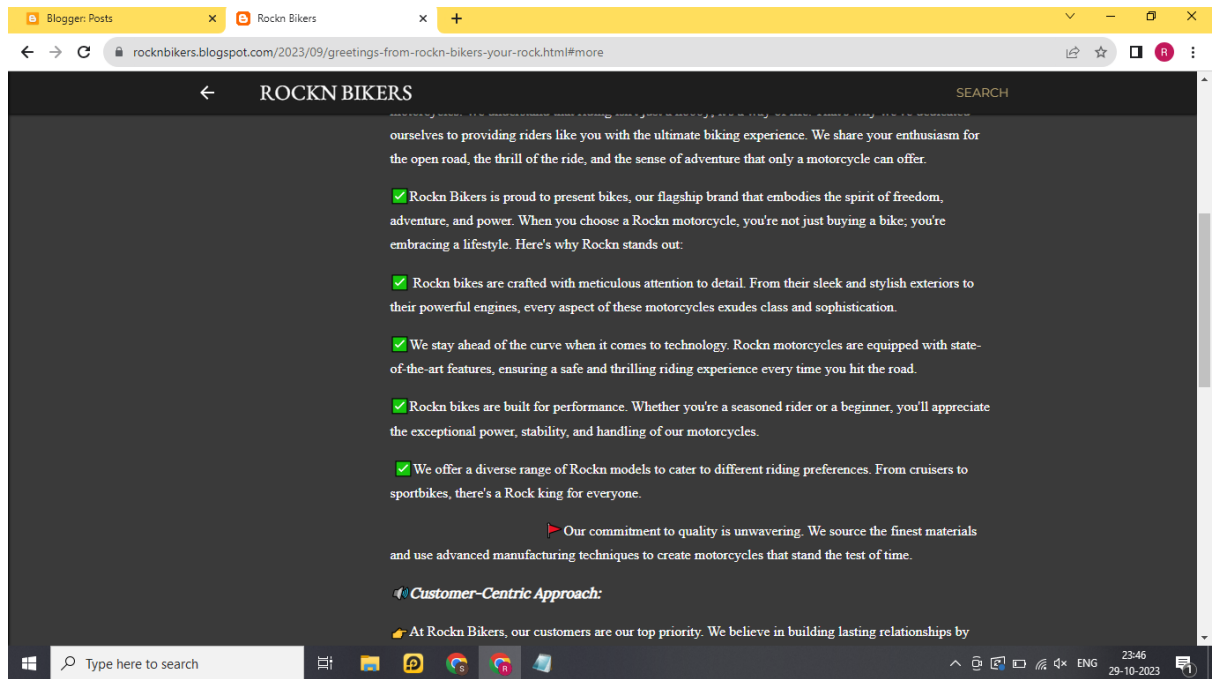 Blogger: Posts
Rockn Bikers
rocknbikers.blogspot.com/2023/09/greetings-from-rockn-bikers-your-rock.html#more
R
ROCKN BIKERS
SEARCH
ourselves to providing riders like you with the ultimate biking experience. We share your enthusiasm for
the open road, the thrill of the ride, and the sense of adventure that only a motorcycle can offer.
✅Rockn Bikers is proud to present bikes, our flagship brand that embodies the spirit of freedom,
adventure, and power. When you choose a Rockn motorcycle, you're not just buying a bike; you're
embracing a lifestyle. Here's why Rockn stands out:
✅ Rockn bikes are crafted with meticulous attention to detail. From their sleek and stylish exteriors to
their powerful engines, every aspect of these motorcycles exudes class and sophistication.
✅We stay ahead of the curve when it comes to technology. Rockn motorcycles are equipped with state-
of-the-art features, ensuring a safe and thrilling riding experience every time you hit the road.
✅Rockn bikes are built for performance. Whether you're a seasoned rider or a beginner, you'll appreciate
the exceptional power, stability, and handling of our motorcycles.
✅We offer a diverse range of Rockn models to cater to different riding preferences. From cruisers to
sportbikes, there's a Rock king for everyone.
🚩Our commitment to quality is unwavering. We source the finest materials
and use advanced manufacturing techniques to create motorcycles that stand the test of time.
🔊Customer-Centric Approach:
👉At Rockn Bikers, our customers are our top priority. We believe in building lasting relationships by
Type here to search
S
R
ENG
23:46
29-10-2023
1